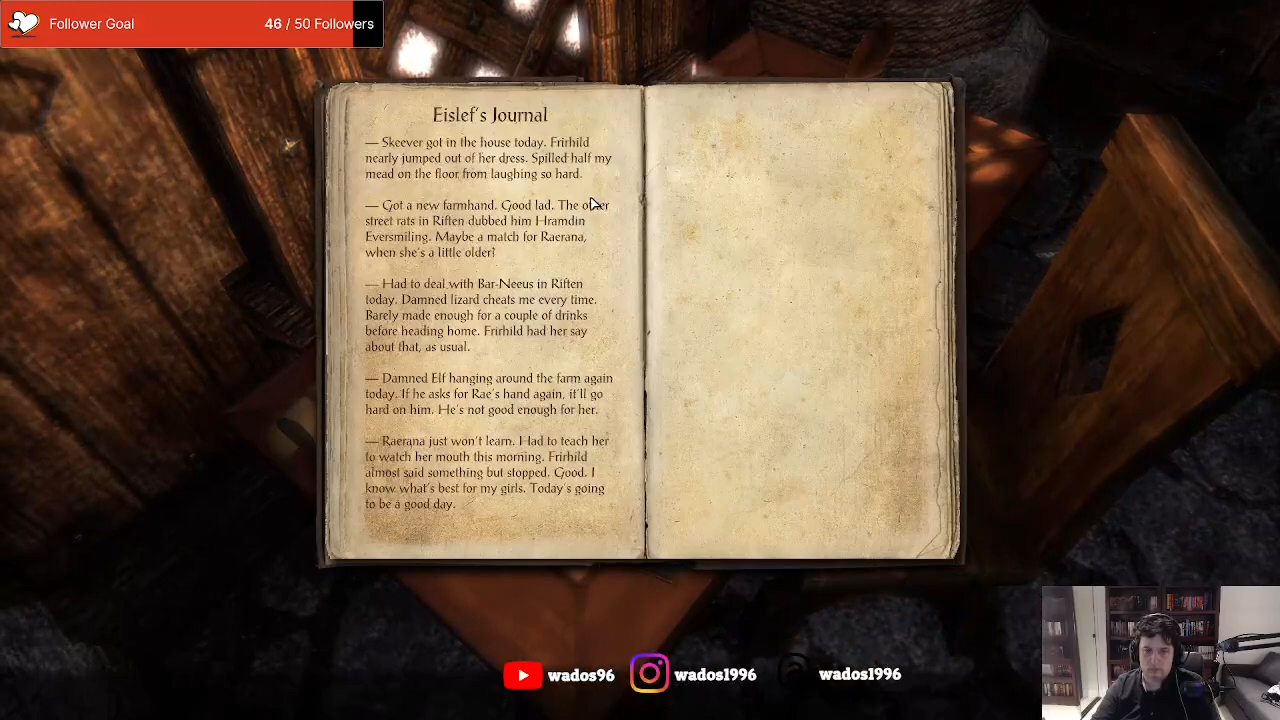 Follower Goal
46 / 50 Followers
Eislef's Journal
— Skeever got in the house today. Frirhild
nearly jumped out of her dress. Spilled half my
mead on the floor from laughing so hard.
— Got a new farmhand. Good lad. The other
street rats in Riften dubbed him Hramdin
Eversmiling. Maybe a match for Raerana,
when she's a little older?
— Had to deal with Bar-Neeus in Riften
today. Damned lizard cheats me every time.
Barely made enough for a couple of drinks
before heading home. Frirhild had her say
about that, as usual.
— Damned Elf hanging around the farm again
today. If he asks for Rae's hand again, it'll go
hard on him. He's not good enough for her.
— Raerana just won't learn. Had to teach her
to watch her mouth this morning. Frirhild
almost said something but stopped. Good. I
know what's best for my girls. Today's going
to be a good day.
wados96 wados1996 wados1996